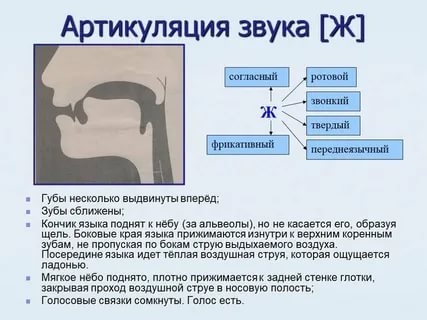 Артикуляция звука [Ж]
согласный
ротовой
звонкий
Ж
твердый
фрикативный
переднеязычный
Губы несколько выдвинуты вперёд;
Зубы сближены;
Кончик языка поднят к нёбу (за альвеолы), но не касается его, образуя
щель. Боковые края языка прижимаются изнутри к верхним коренным
зубам, не пропуская по бокам струю выдыхаемого воздуха.
Посередине языка идет тёплая воздушная струя, которая ощущается
ладонью.
Мягкое нёбо поднято, плотно прижимается к задней стенке глотки,
закрывая проход воздушной струе в носовую полость;
Голосовые связки сомкнуты. Голос есть.